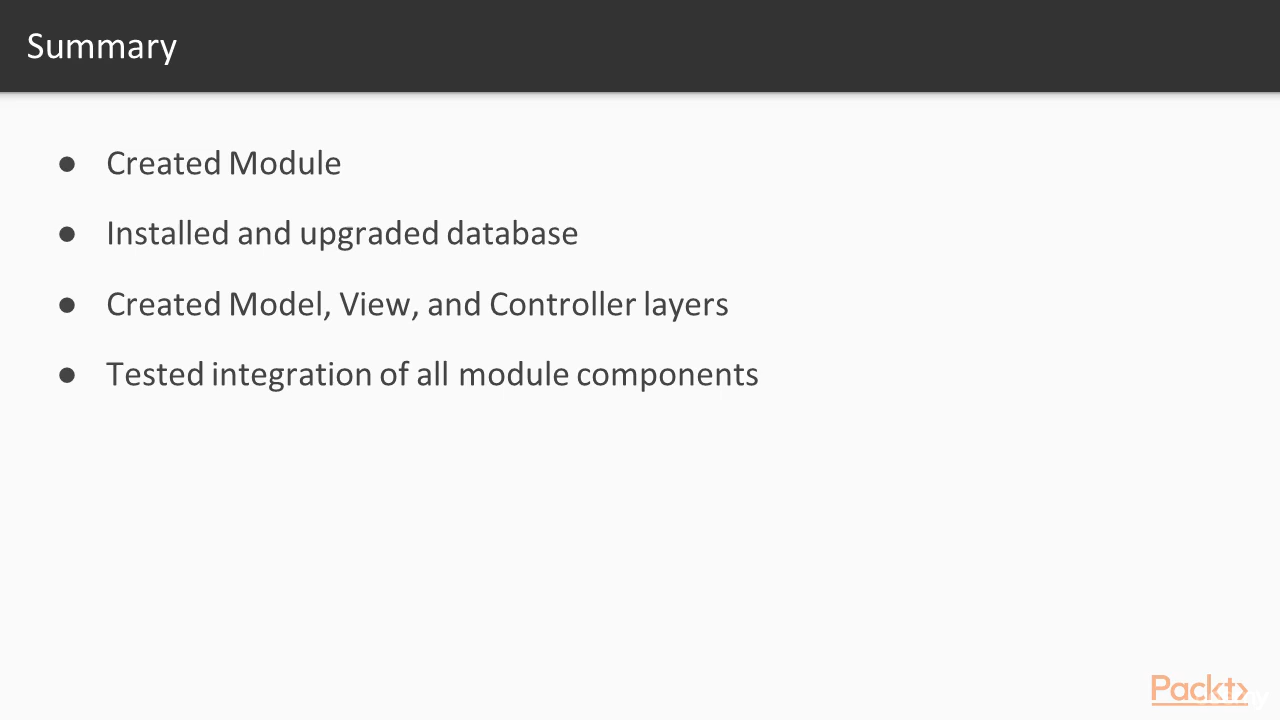 Summary
● Created Module
● Installed and upgraded database
● Created Model, View, and Controller layers
● Tested integration of all module components
Packt>